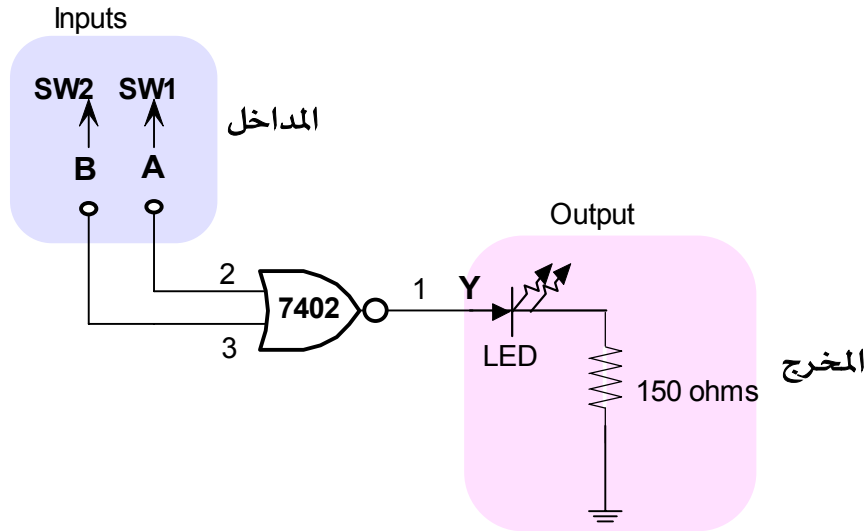 Inputs
SW2 SW1
المداخل
B A
Output
2
7402
1 Y
3
LED
المخرج
150 ohms